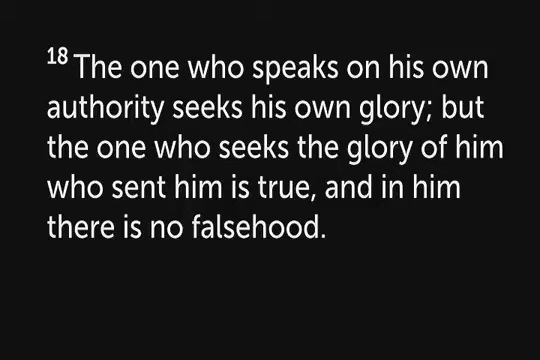 18 The one who speaks on his own
authority seeks his own glory; but
the one who seeks the glory of him
who sent him is true, and in him
there is no falsehood.